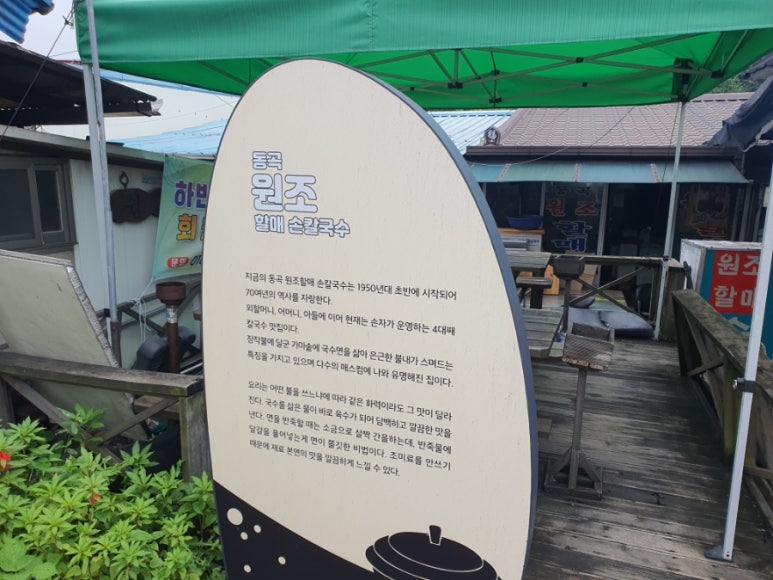 동곡
원조
할매 손칼국수
지금의 동곡 원조할매 손칼국수는 1950년대 초반에 시작되어
70여년의 역사를 자랑한다.
외할머니, 어머니, 아들에 이어 현재는 손자가 운영하는 4대째
칼국수 맛집이다.
장작불에 달군 가마솥에 국수면을 삶아 은근한 불내가 스며드는
특징을 가지고 있으며 다수의 매스컴에 나와 유명해진 집이다.
요리는 어떤 불을 쓰느냐에 따라 같은 화력이라도 그 맛이 달라
진다. 국수를 삶은 물이 바로 육수가 되어 담백하고 깔끔한 맛을
낸다. 면을 반죽할 때는 소금으로 살짝 간을하는데, 반죽물에
달걀을 풀어넣는게 면이 쫄깃한 비법이다. 조미료를 안쓰기
때문에 재료 본연의 맛을 깔끔하게 느낄 수 있다.
하반
회
동곡
원조
할매
원조
할매